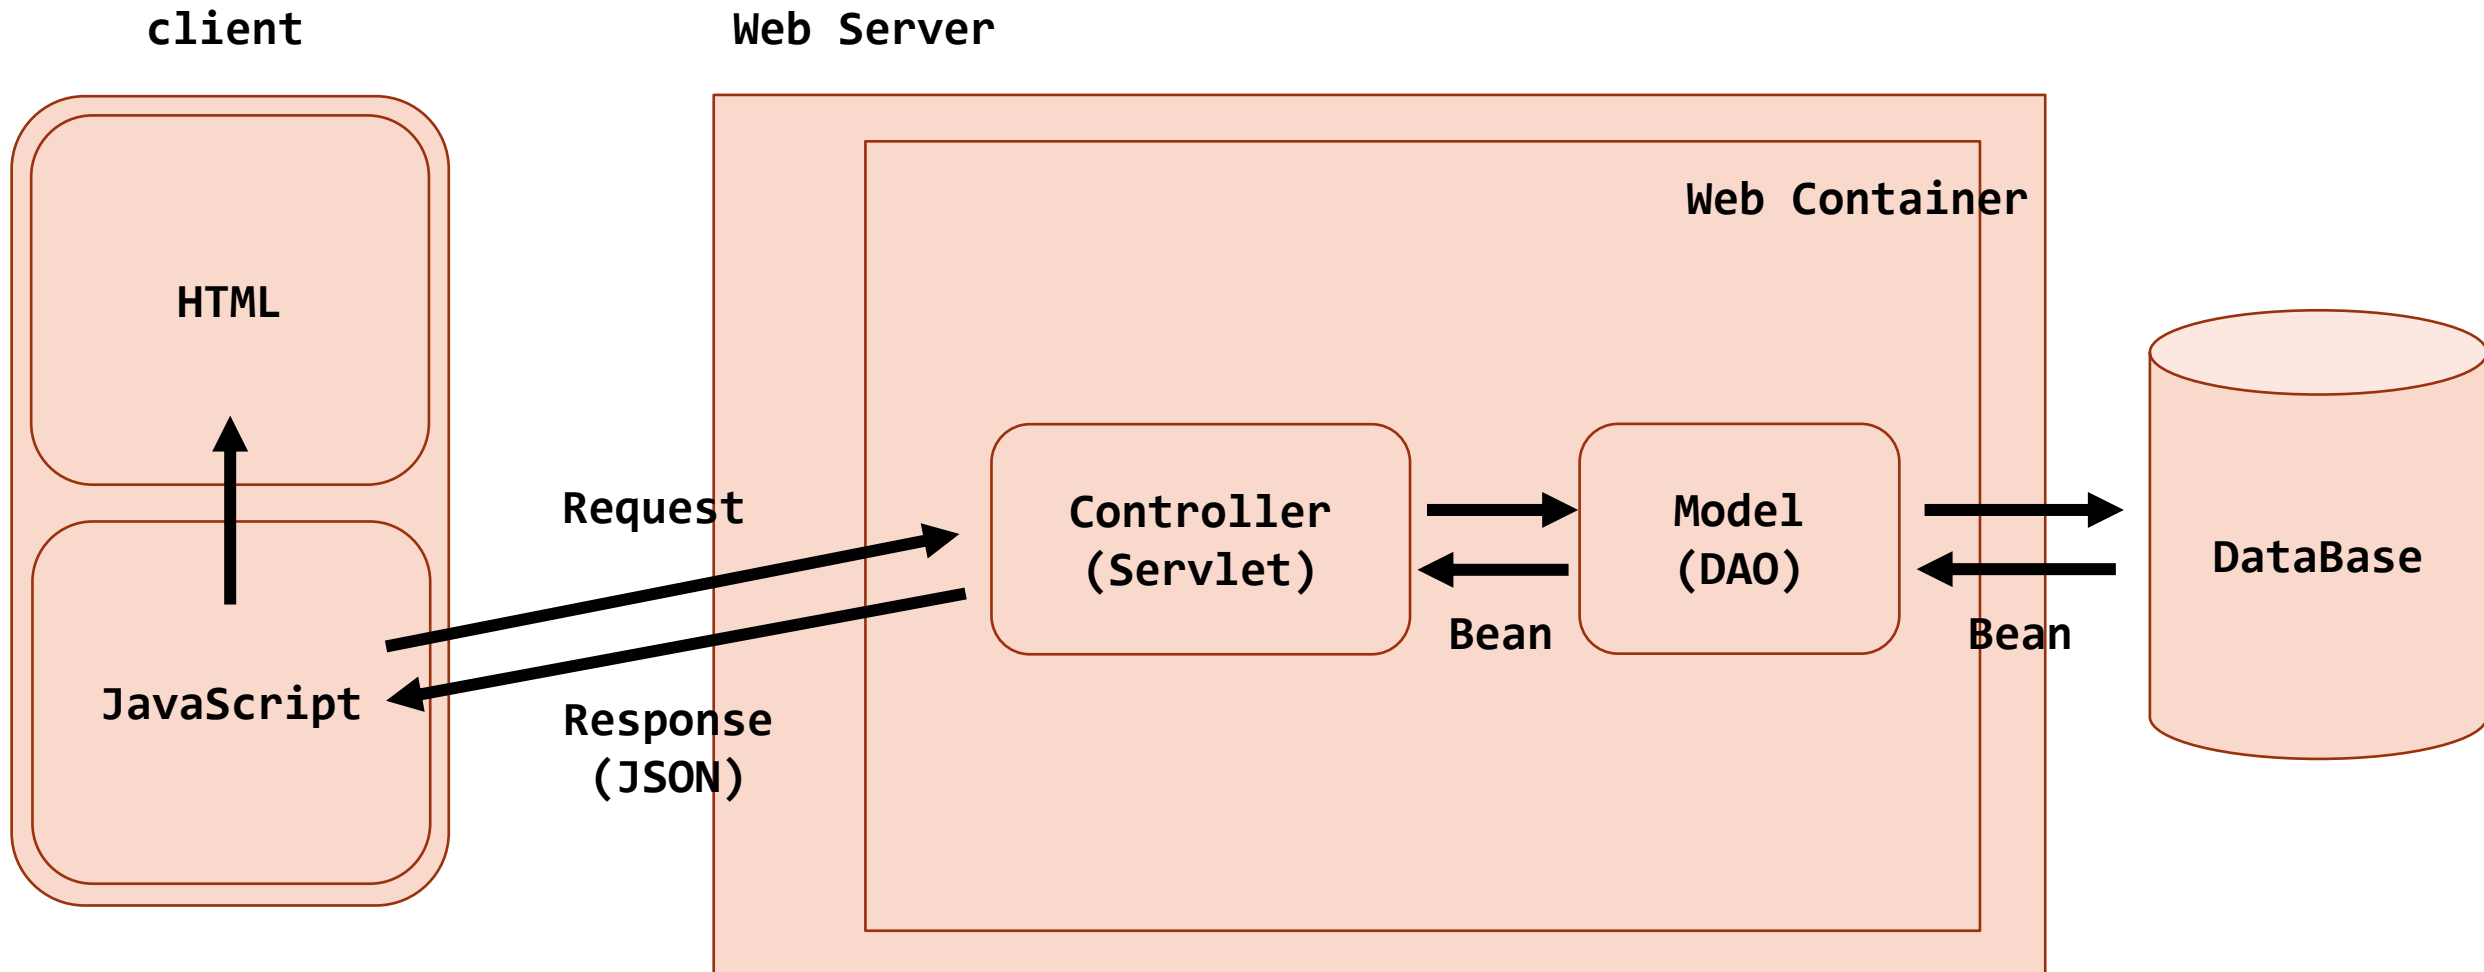 client
Web Server
Web Container
HTML
Request
Controller
(Servlet)
Model
(DAO)
DataBase
Bean
Bean
JavaScript
Response
(JSON)